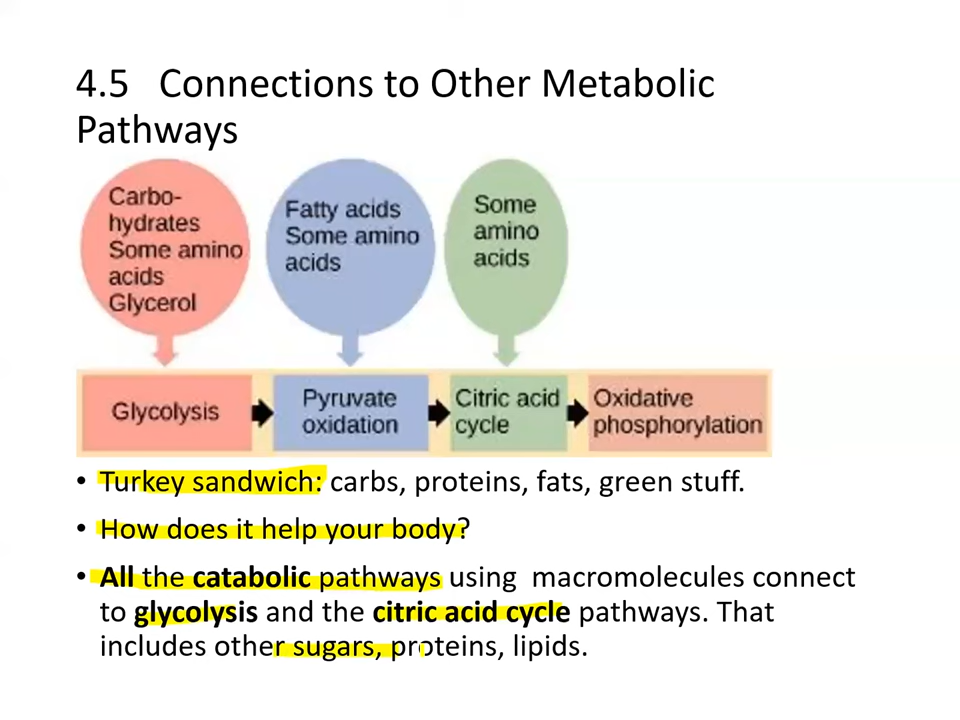 4.5 Connections to Other Metabolic
Pathways
Carbo-
hydrates
Some amino
acids
Glycerol
Fatty acids
Some amino
acids
Some
amino
acids
Glycolysis
Pyruvate
oxidation
Citric acid
cycle
Oxidative
phosphorylation
• Turkey sandwich: carbs, proteins, fats, green stuff.
• How does it help your body?
• All the catabolic pathways using macromolecules connect
to glycolysis and the citric acid cycle pathways. That
includes other sugars, proteins, lipids.